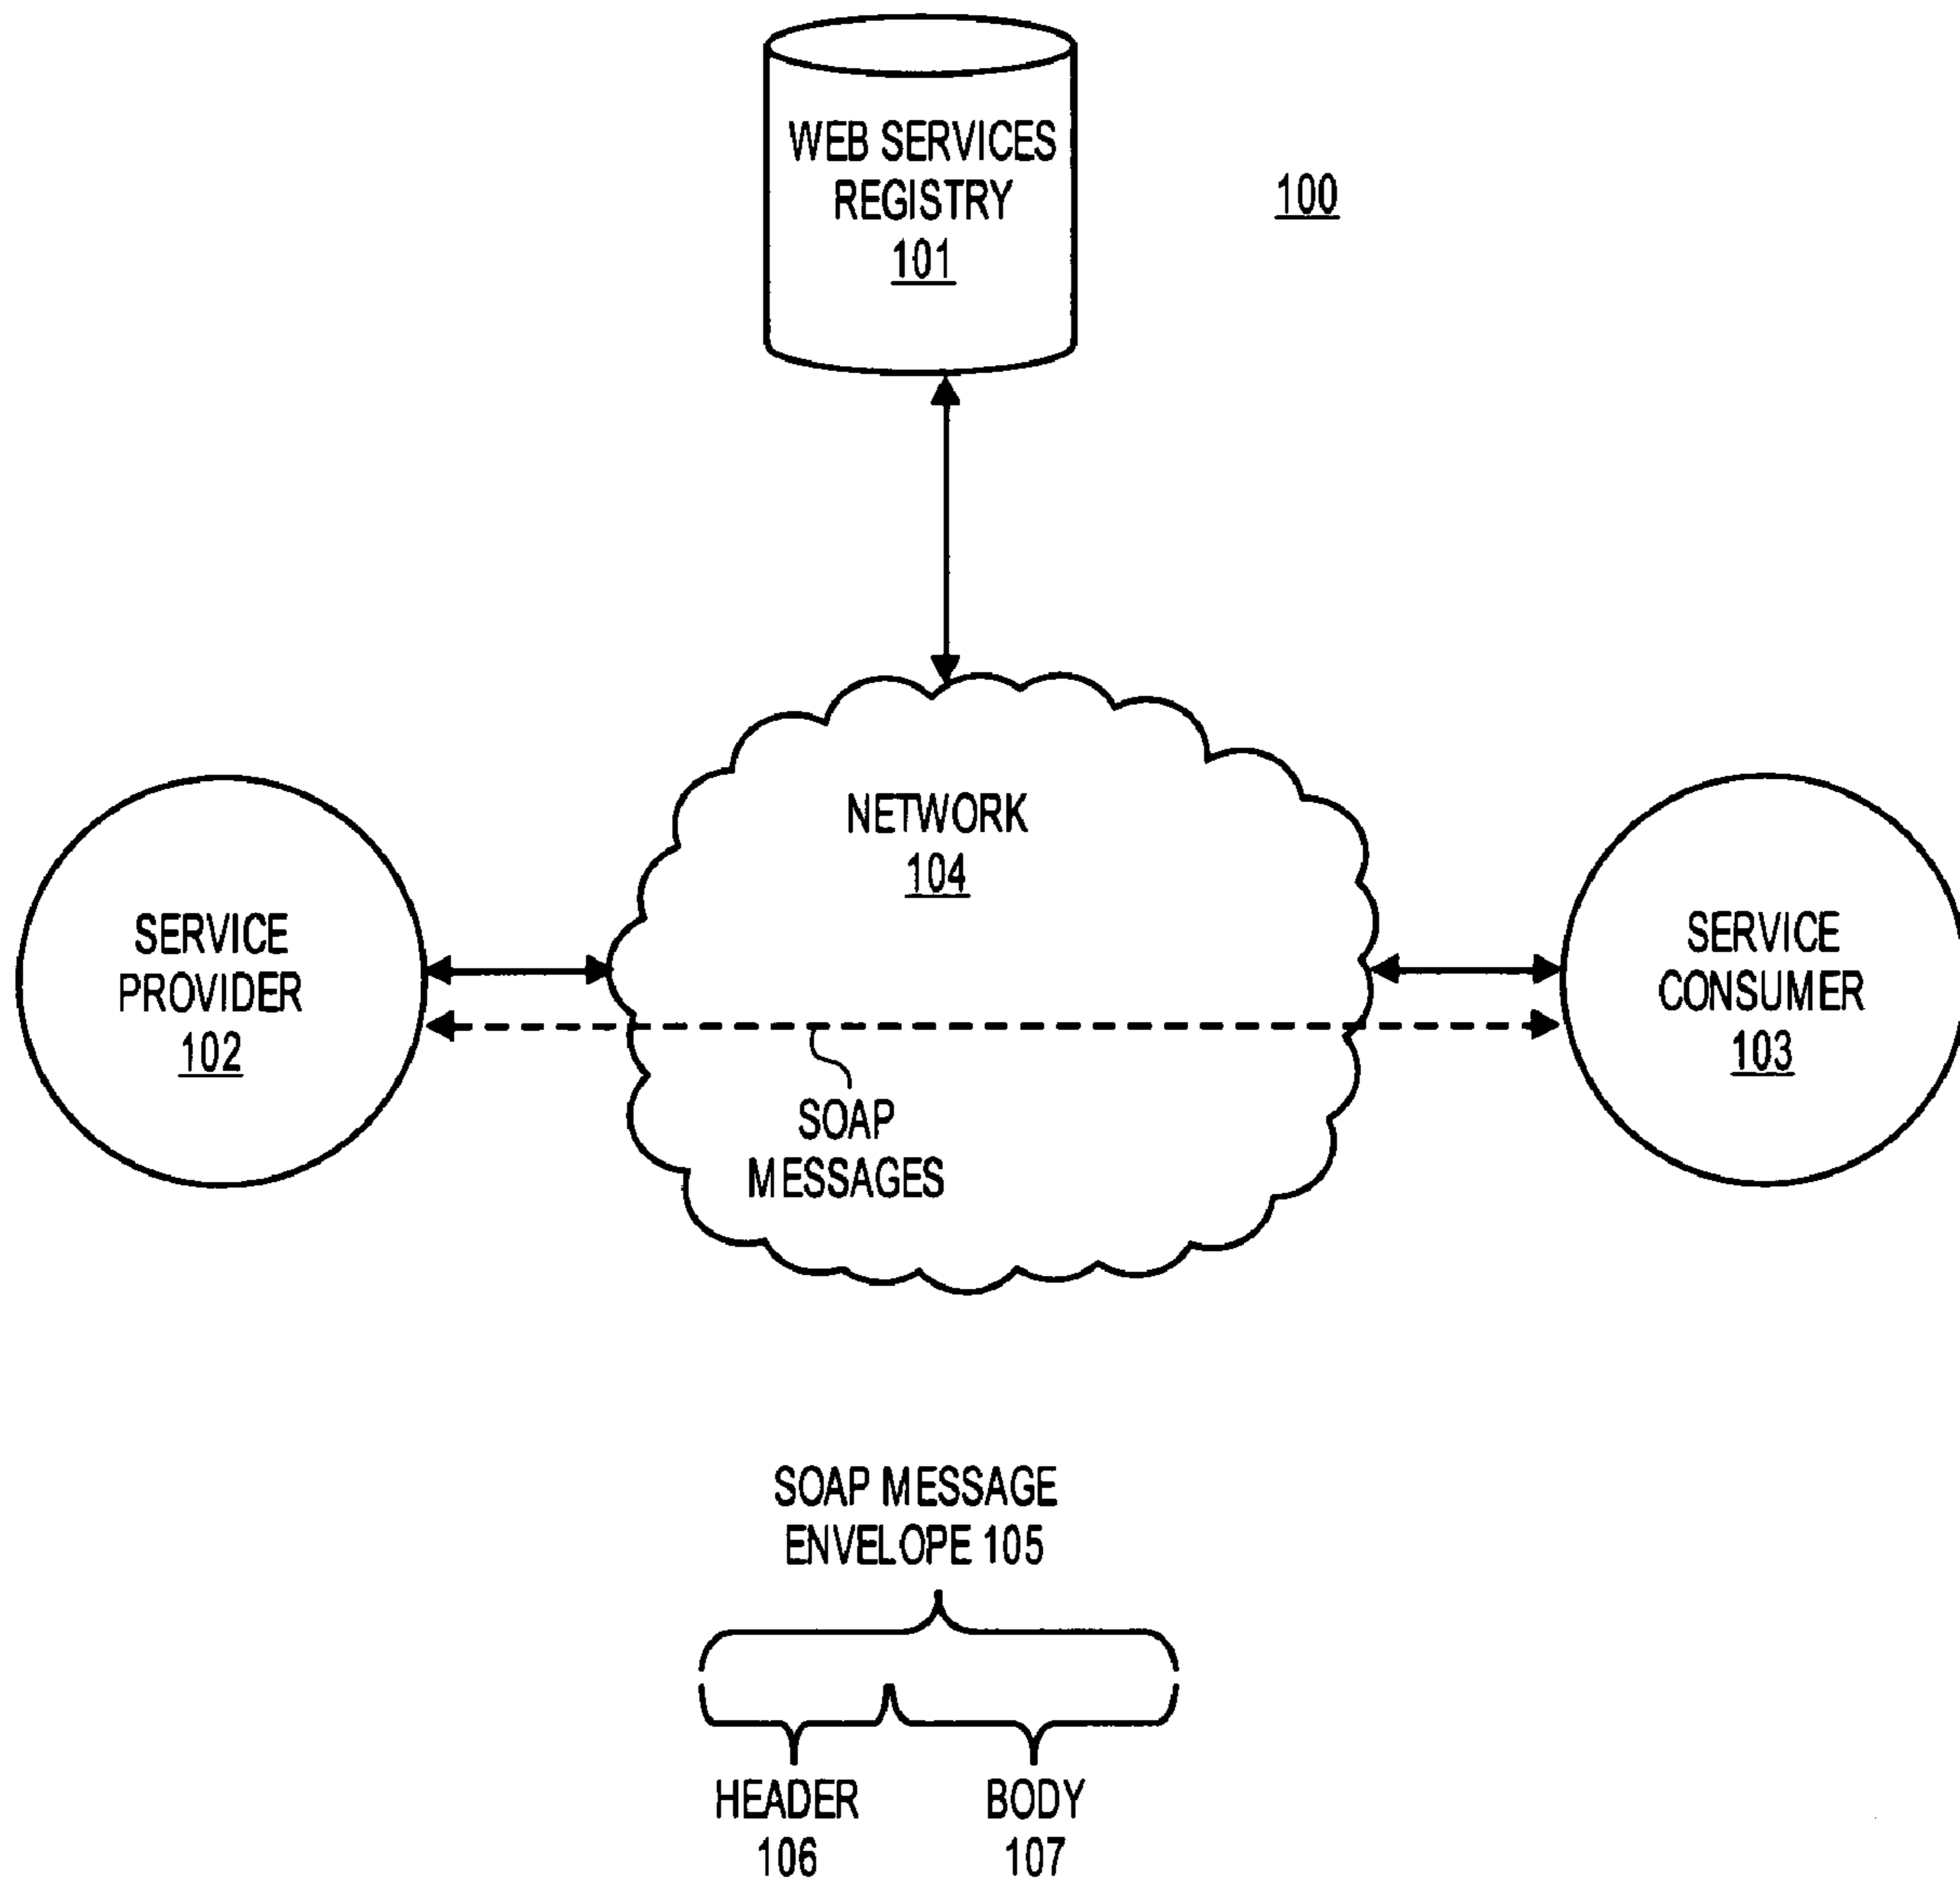 WEB SERVICES
REGISTRY
101
100
NETWORK
104
SERVICE
PROVIDER
102
SERVICE
CONSUMER
103
SOAP
MESSAGES
SOAP MESSAGE
ENVELOPE 105
HEADER
106
BODY
107